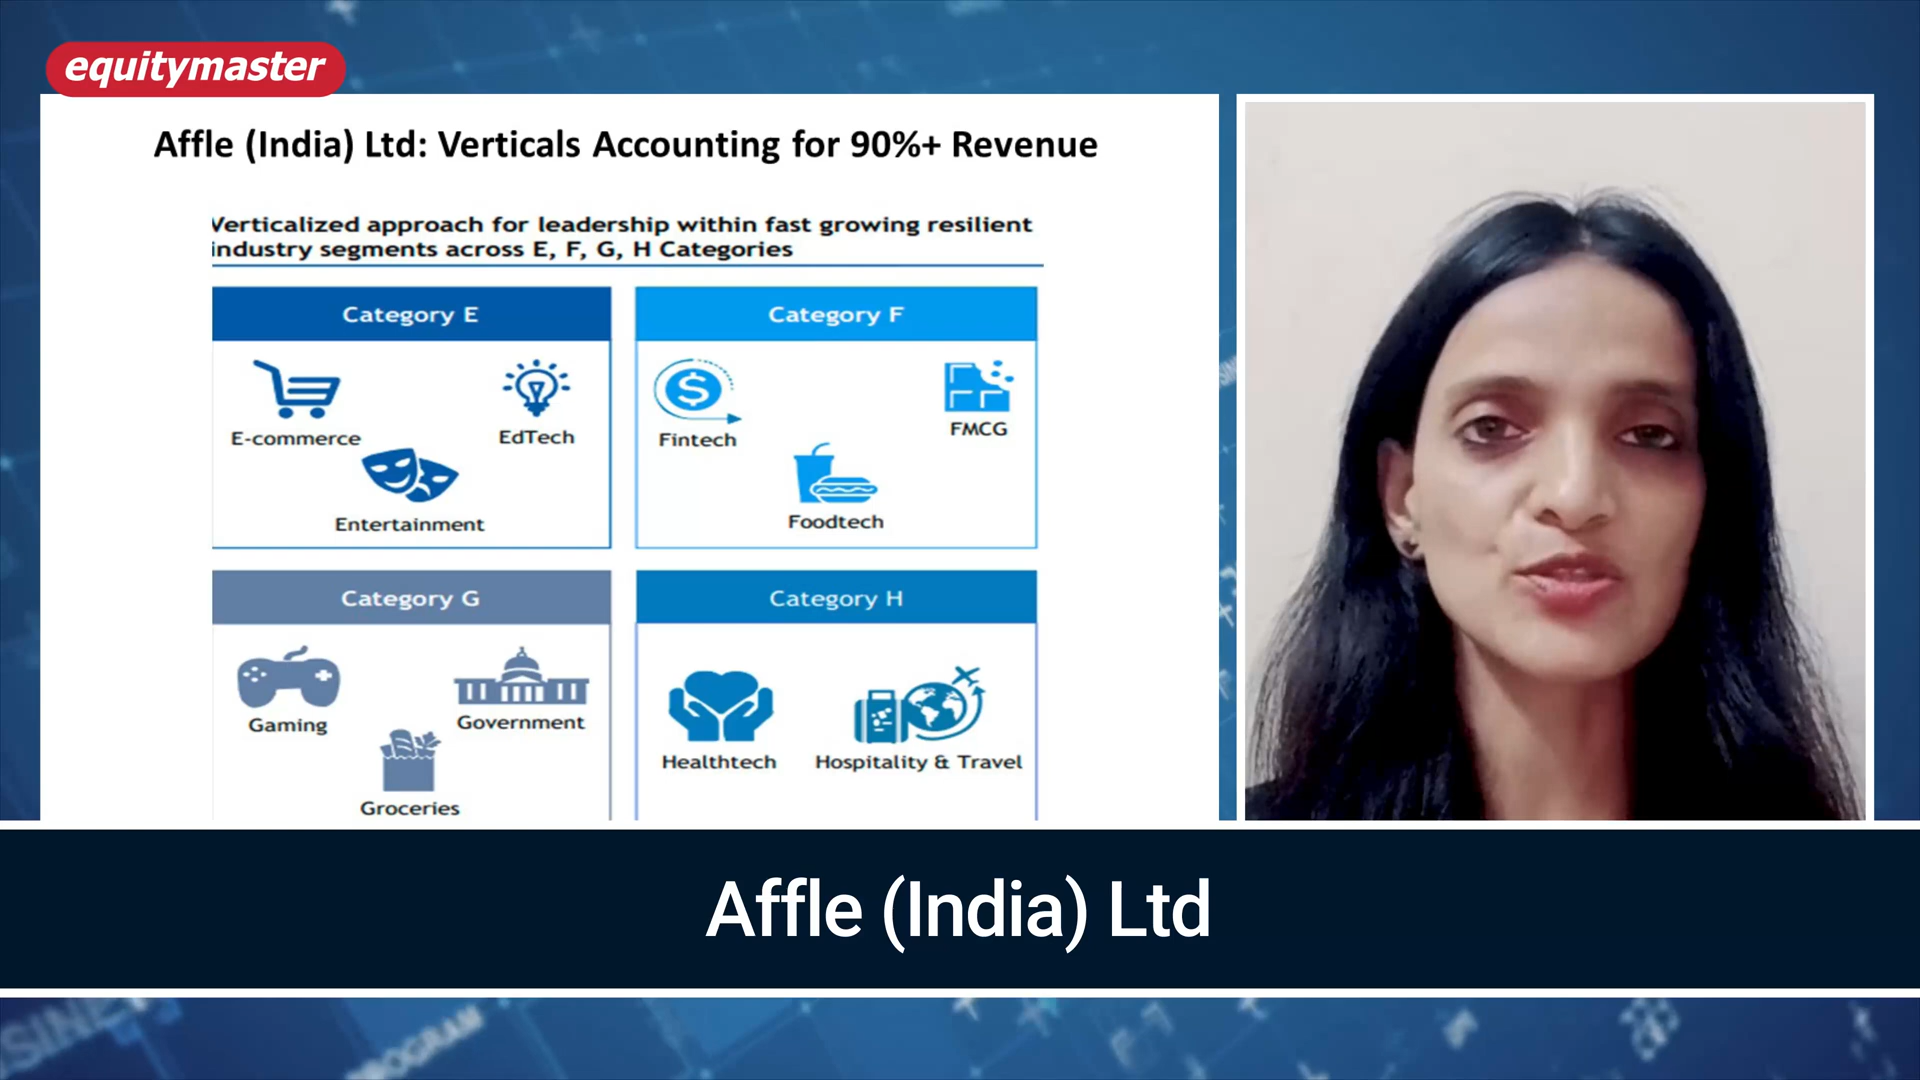 equitymaster
Affle (India) Ltd: Verticals Accounting for 90%+ Revenue
Verticalized approach for leadership within fast growing resilient
industry segments across E, F, G, H Categories
Category E
E-commerce
EdTech
Entertainment
Category F
Fintech
FMCG
Foodtech
Category G
Gaming
Government
Groceries
Category H
Healthtech
Hospitality & Travel
Affle (India) Ltd
PROGRAM